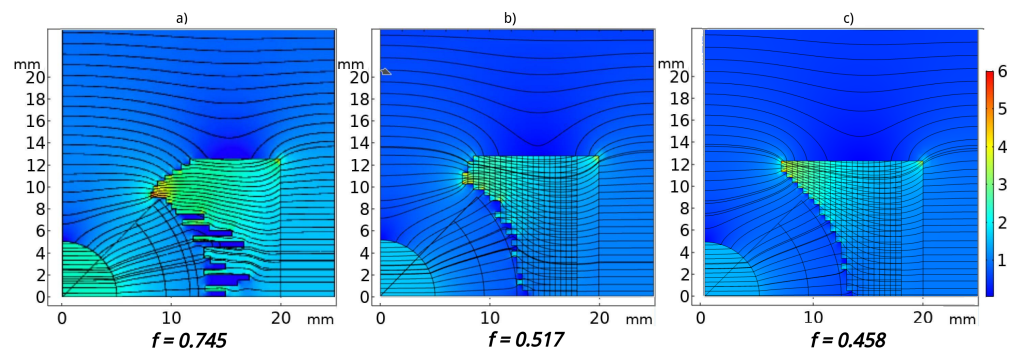 a) b) c)
mm mm mm 6
20 20 20
18 18 18 5
16 16 16
14 14 14 4
12 12 12
10 10 10 3
8 8 8
6 6 6 2
4 4 4
2 2 2 1
0 0 0
0 10 20 mm 0 10 20 mm 0 10 20 mm
f = 0.745 f = 0.517 f = 0.458